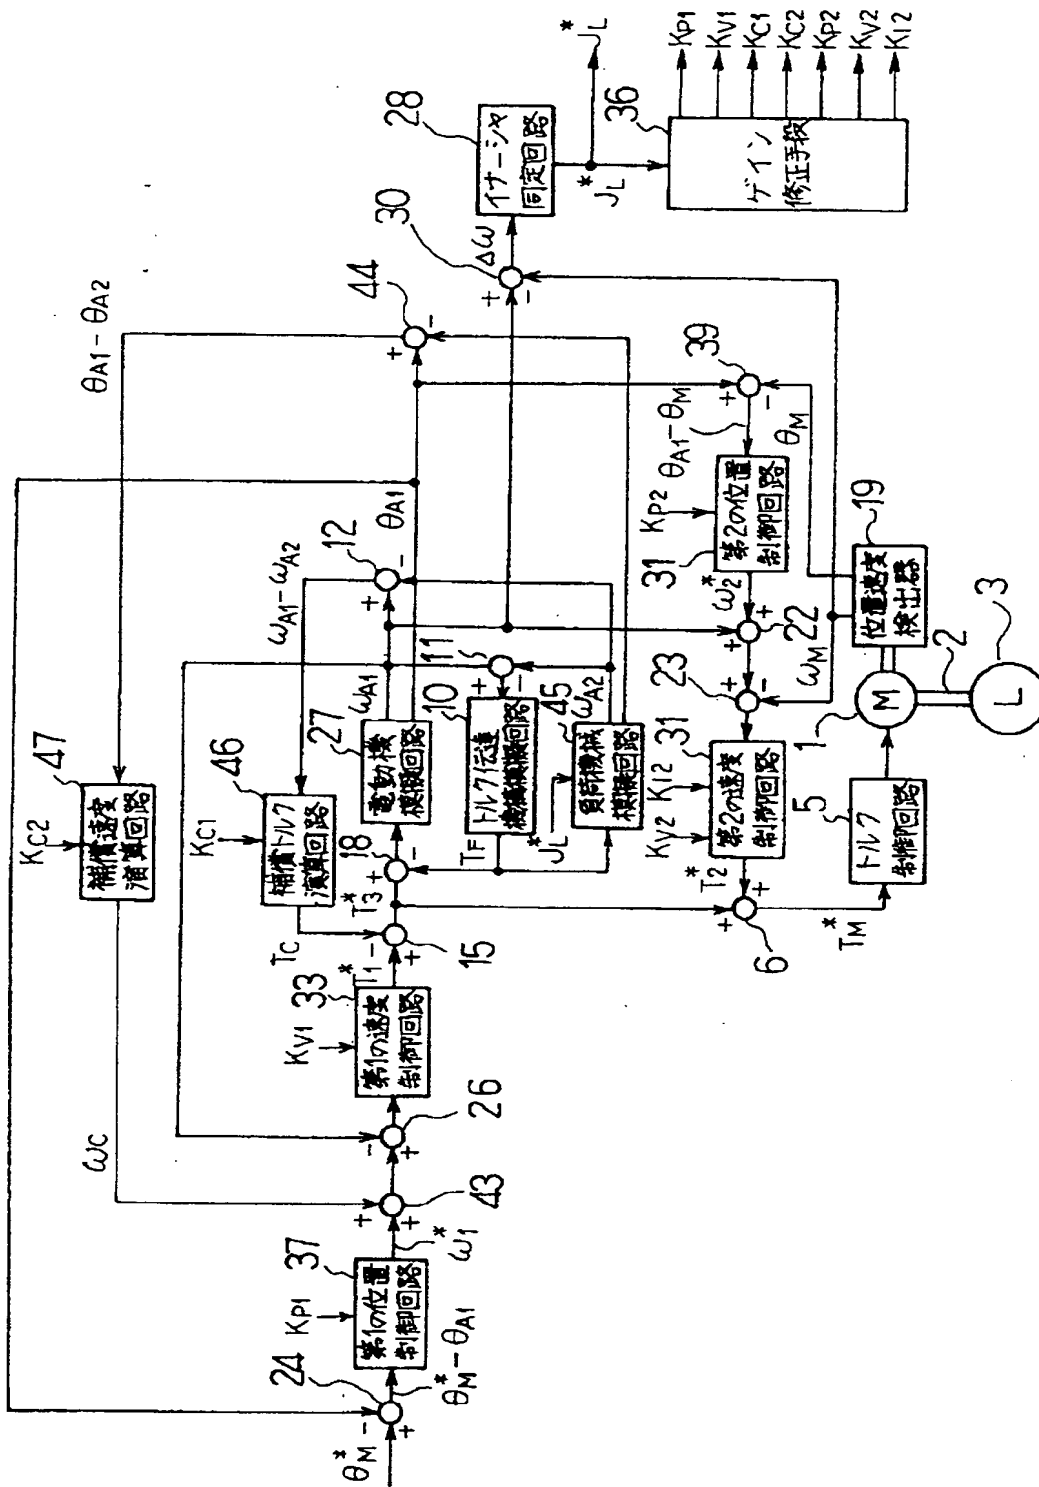 θM*
24
θM* - θA1
KP1
37
第1の位置
制御回路
ω1*
43
ωC
26
KV1
33
第1の速度
制御回路
T1*
15
TC
T3*
18
KC2
47
補償速度
演算回路
KC1
46
補償トルク
演算回路
27
電動機
模擬回路
ωA1
θA1
ωA1-ωA2
12
θA1-θA2
44
11
10
トルク伝達
機構模擬回路
TF
JL*
45
負荷機械
模擬回路
ωA2
30
Δω
28
イナーシャ
同定回路
JL*
JL*
36
ゲイン
修正手段
KP1
KV1
KC1
KC2
KP2
KV2
KI2
39
θA1-θM
θM
KP2
31
第2の位置
制御回路
ω2*
22
23
ωM
KV2
KI2
31
第2の速度
制御回路
T2*
6
TM*
5
トルク
制御回路
1
M
2
L
3
19
位置速度
検出器